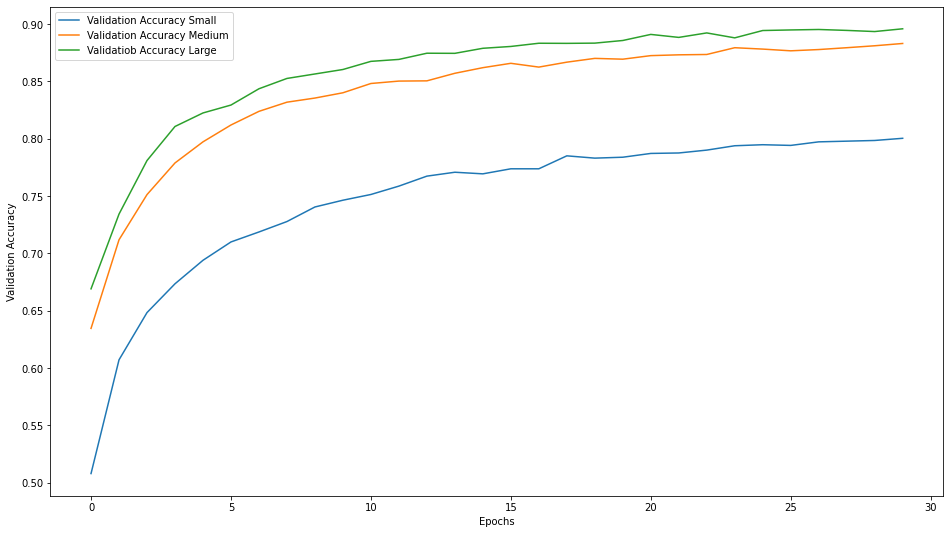 Validation Accuracy Small
Validation Accuracy Medium
Validatiob Accuracy Large
0.90
0.85
0.80
0.75
0.70
0.65
0.60
0.55
0.50
Validation Accuracy
0 5 10 15 20 25 30
Epochs